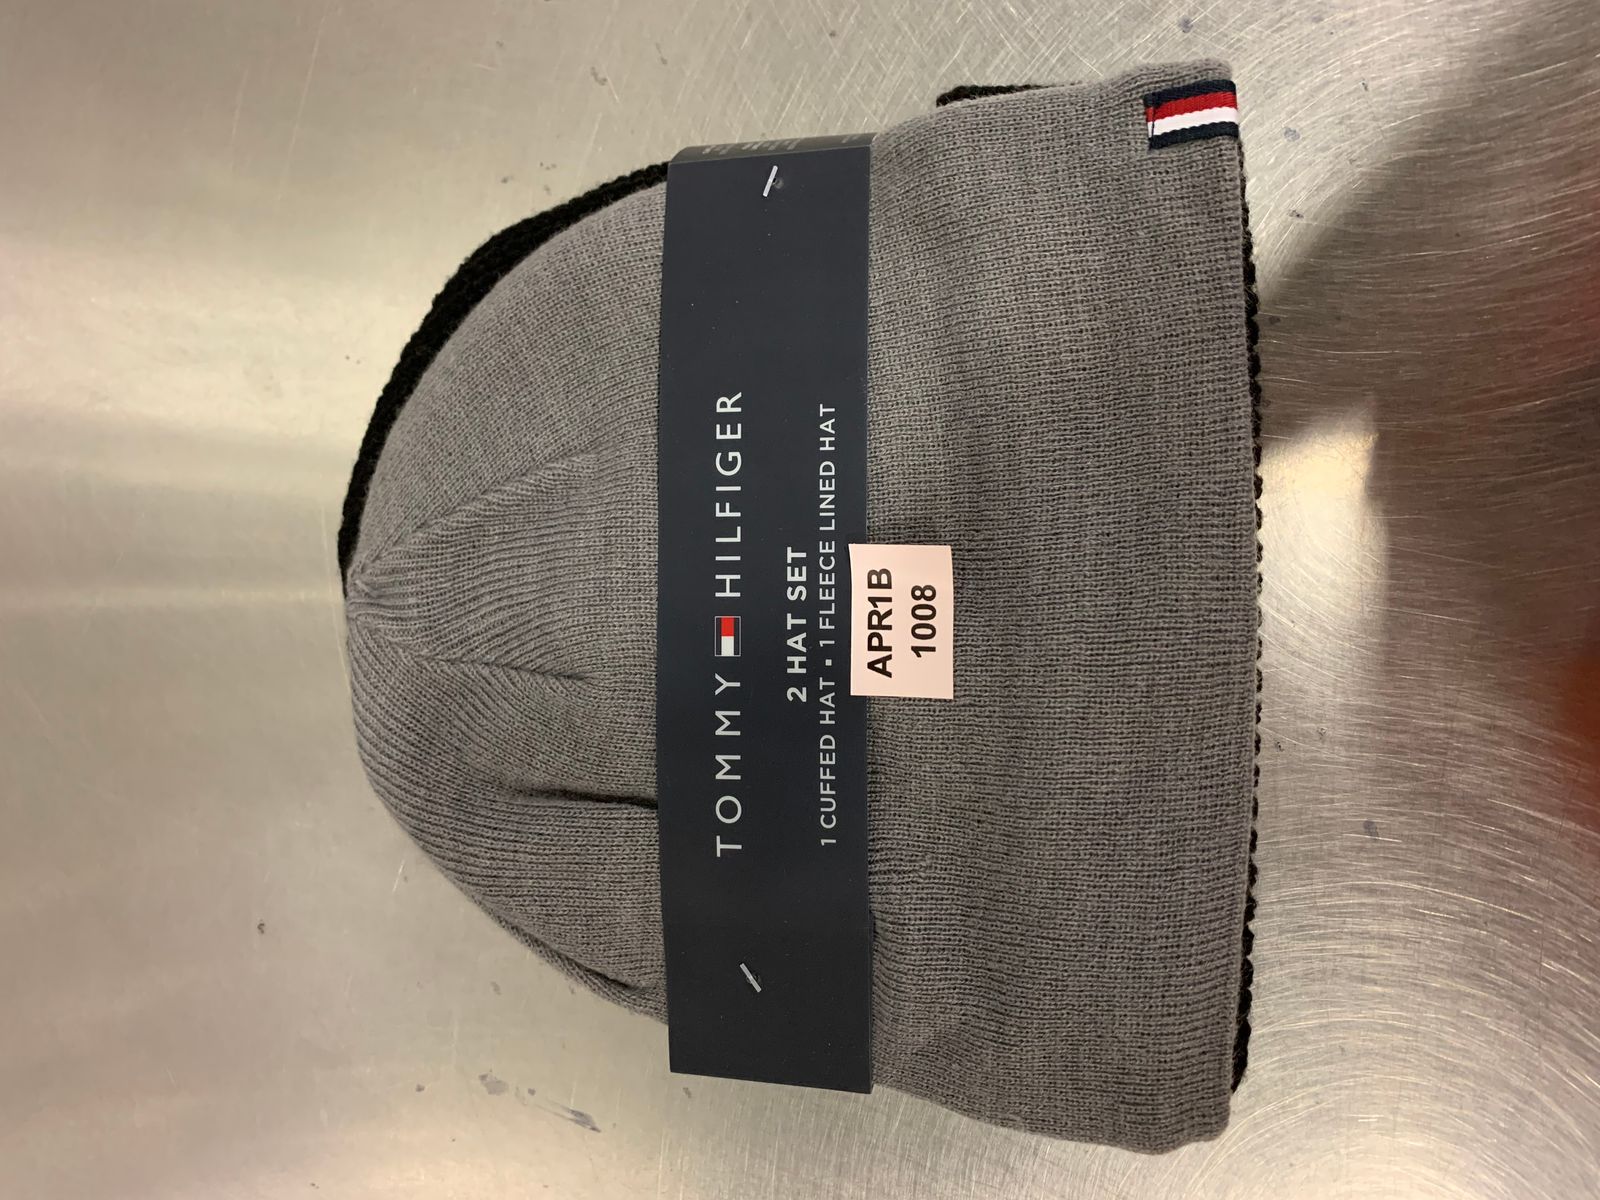 TOMMY HILFIGER
2 HAT SET
1 CUFFED HAT • 1 FLEECE LINED HAT
APR1B
1008